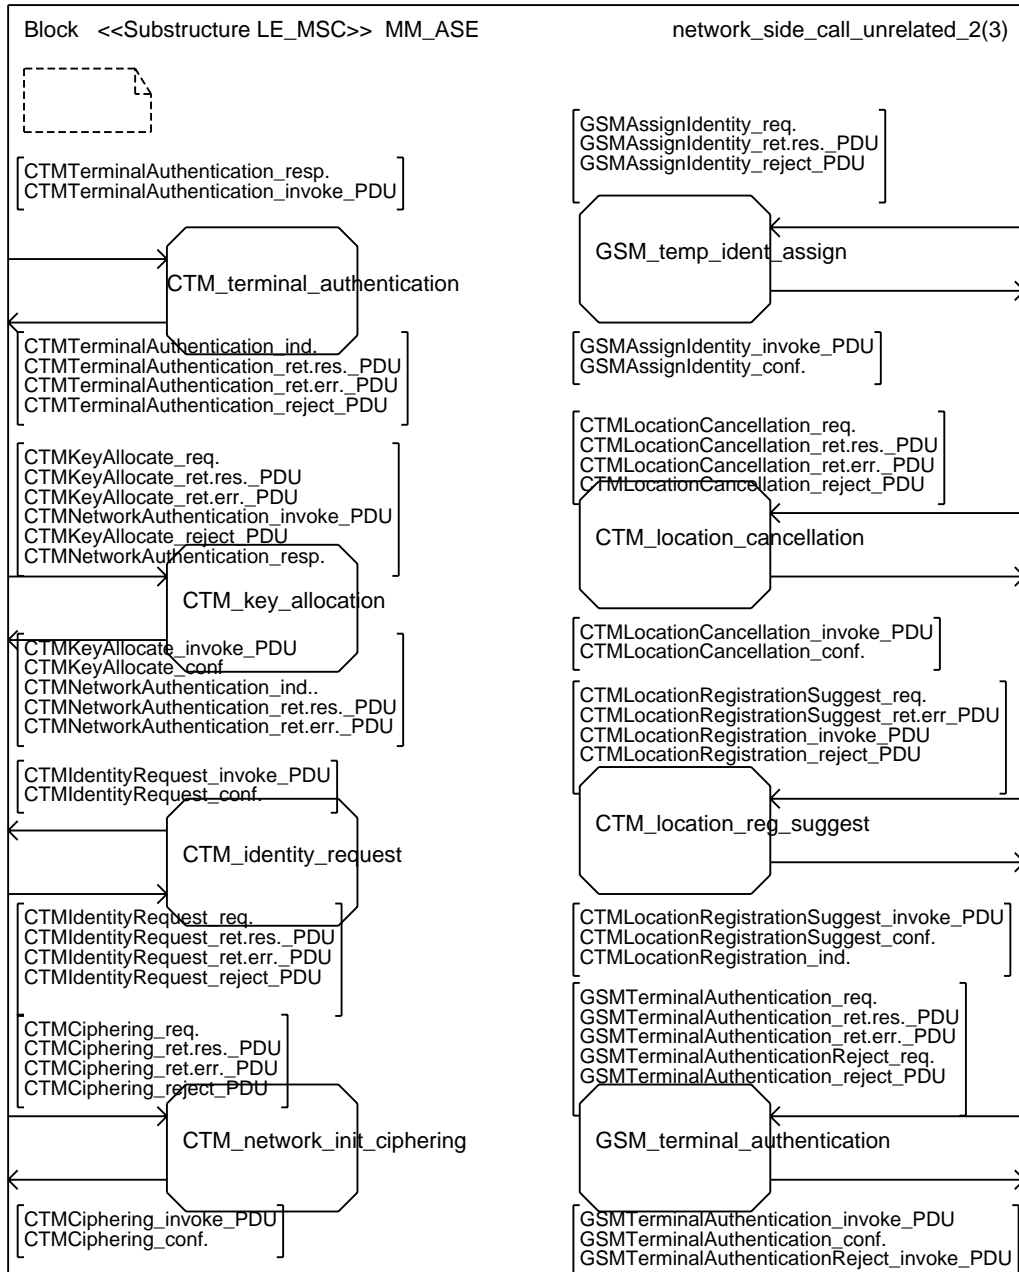 Block <<Substructure LE_MSC>> MM_ASE
network_side_call_unrelated_2(3)
CTMTerminalAuthentication_resp.
CTMTerminalAuthentication_invoke_PDU
CTM_terminal_authentication
CTMTerminalAuthentication_ind.
CTMTerminalAuthentication_ret.res._PDU
CTMTerminalAuthentication_ret.err._PDU
CTMTerminalAuthentication_reject_PDU
CTMKeyAllocate_req.
CTMKeyAllocate_ret.res._PDU
CTMKeyAllocate_ret.err._PDU
CTMNetworkAuthentication_invoke_PDU
CTMKeyAllocate_reject_PDU
CTMNetworkAuthentication_resp.
CTM_key_allocation
CTMKeyAllocate_invoke_PDU
CTMKeyAllocate_conf
CTMNetworkAuthentication_ind..
CTMNetworkAuthentication_ret.res._PDU
CTMNetworkAuthentication_ret.err._PDU
CTMIdentityRequest_invoke_PDU
CTMIdentityRequest_conf.
CTM_identity_request
CTMIdentityRequest_req.
CTMIdentityRequest_ret.res._PDU
CTMIdentityRequest_ret.err._PDU
CTMIdentityRequest_reject_PDU
CTMCiphering_req.
CTMCiphering_ret.res._PDU
CTMCiphering_ret.err._PDU
CTMCiphering_reject_PDU
CTM_network_init_ciphering
CTMCiphering_invoke_PDU
CTMCiphering_conf.
GSMAssignIdentity_req.
GSMAssignIdentity_ret.res._PDU
GSMAssignIdentity_reject_PDU
GSM_temp_ident_assign
GSMAssignIdentity_invoke_PDU
GSMAssignIdentity_conf.
CTMLocationCancellation_req.
CTMLocationCancellation_ret.res._PDU
CTMLocationCancellation_ret.err._PDU
CTMLocationCancellation_reject_PDU
CTM_location_cancellation
CTMLocationCancellation_invoke_PDU
CTMLocationCancellation_conf.
CTMLocationRegistrationSuggest_req.
CTMLocationRegistrationSuggest_ret.err_PDU
CTMLocationRegistration_invoke_PDU
CTMLocationRegistration_reject_PDU
CTM_location_reg_suggest
CTMLocationRegistrationSuggest_invoke_PDU
CTMLocationRegistrationSuggest_conf.
CTMLocationRegistration_ind.
GSMTerminalAuthentication_req.
GSMTerminalAuthentication_ret.res._PDU
GSMTerminalAuthentication_ret.err._PDU
GSMTerminalAuthenticationReject_req.
GSMTerminalAuthentication_reject_PDU
GSM_terminal_authentication
GSMTerminalAuthentication_invoke_PDU
GSMTerminalAuthentication_conf.
GSMTerminalAuthenticationReject_invoke_PDU